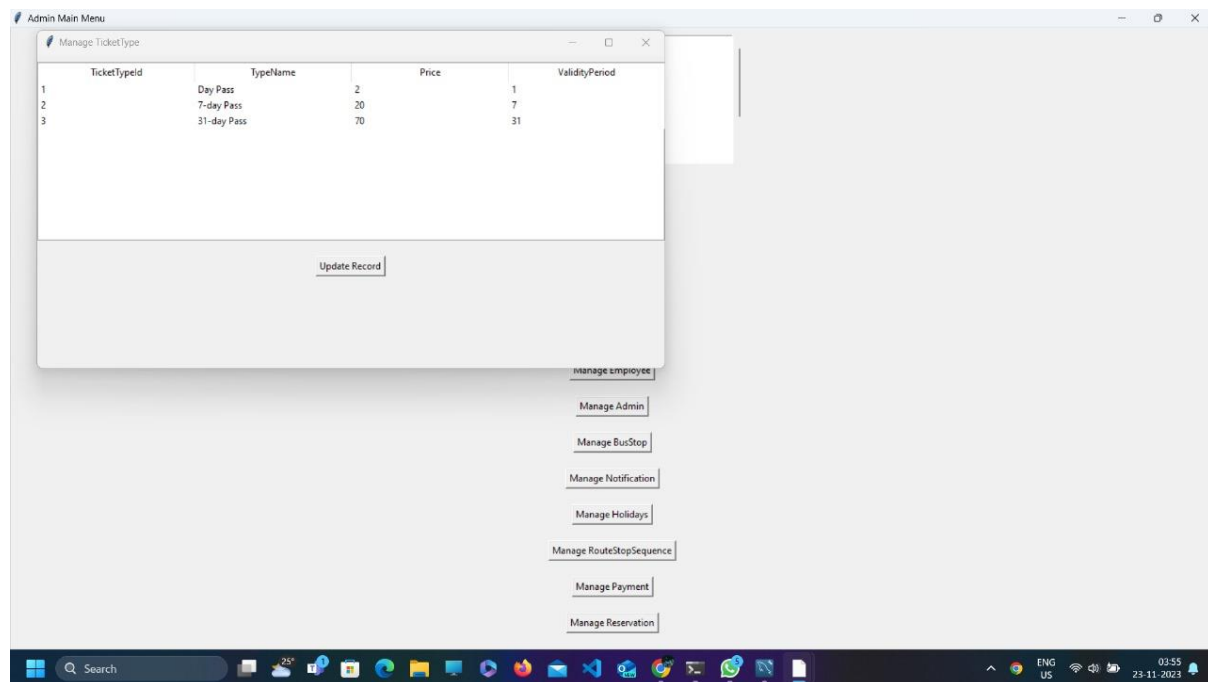 Admin Main Menu
Manage TicketType
TicketTypeId TypeName Price ValidityPeriod
1 Day Pass 2 1
2 7-day Pass 20 7
3 31-day Pass 70 31
Update Record
Manage Employee
Manage Admin
Manage BusStop
Manage Notification
Manage Holidays
Manage RouteStopSequence
Manage Payment
Manage Reservation
Search
25°
ENG
US
03:55
23-11-2023